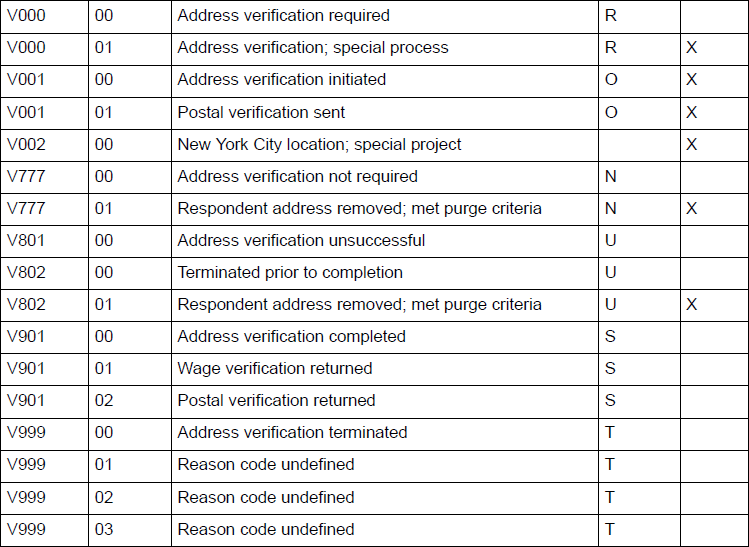 V000 00 Address verification required R
V000 01 Address verification; special process R X
V001 00 Address verification initiated O X
V001 01 Postal verification sent O X
V002 00 New York City location; special project X
V777 00 Address verification not required N
V777 01 Respondent address removed; met purge criteria N X
V801 00 Address verification unsuccessful U
V802 00 Terminated prior to completion U
V802 01 Respondent address removed; met purge criteria U X
V901 00 Address verification completed S
V901 01 Wage verification returned S
V901 02 Postal verification returned S
V999 00 Address verification terminated T
V999 01 Reason code undefined T
V999 02 Reason code undefined T
V999 03 Reason code undefined T